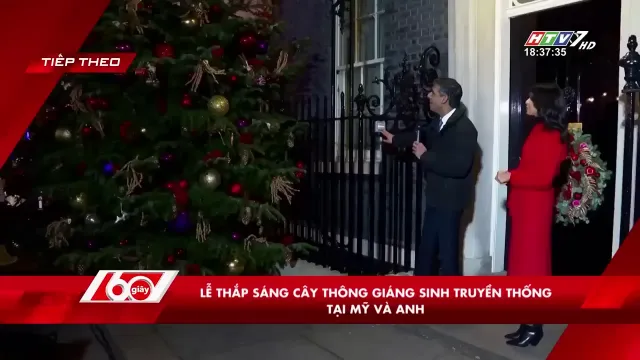 TIẾP THEO
HTV7 HD
18:37:35
60 giây
LỄ THẮP SÁNG CÂY THÔNG GIÁNG SINH TRUYỀN THỐNG
TẠI MỸ VÀ ANH